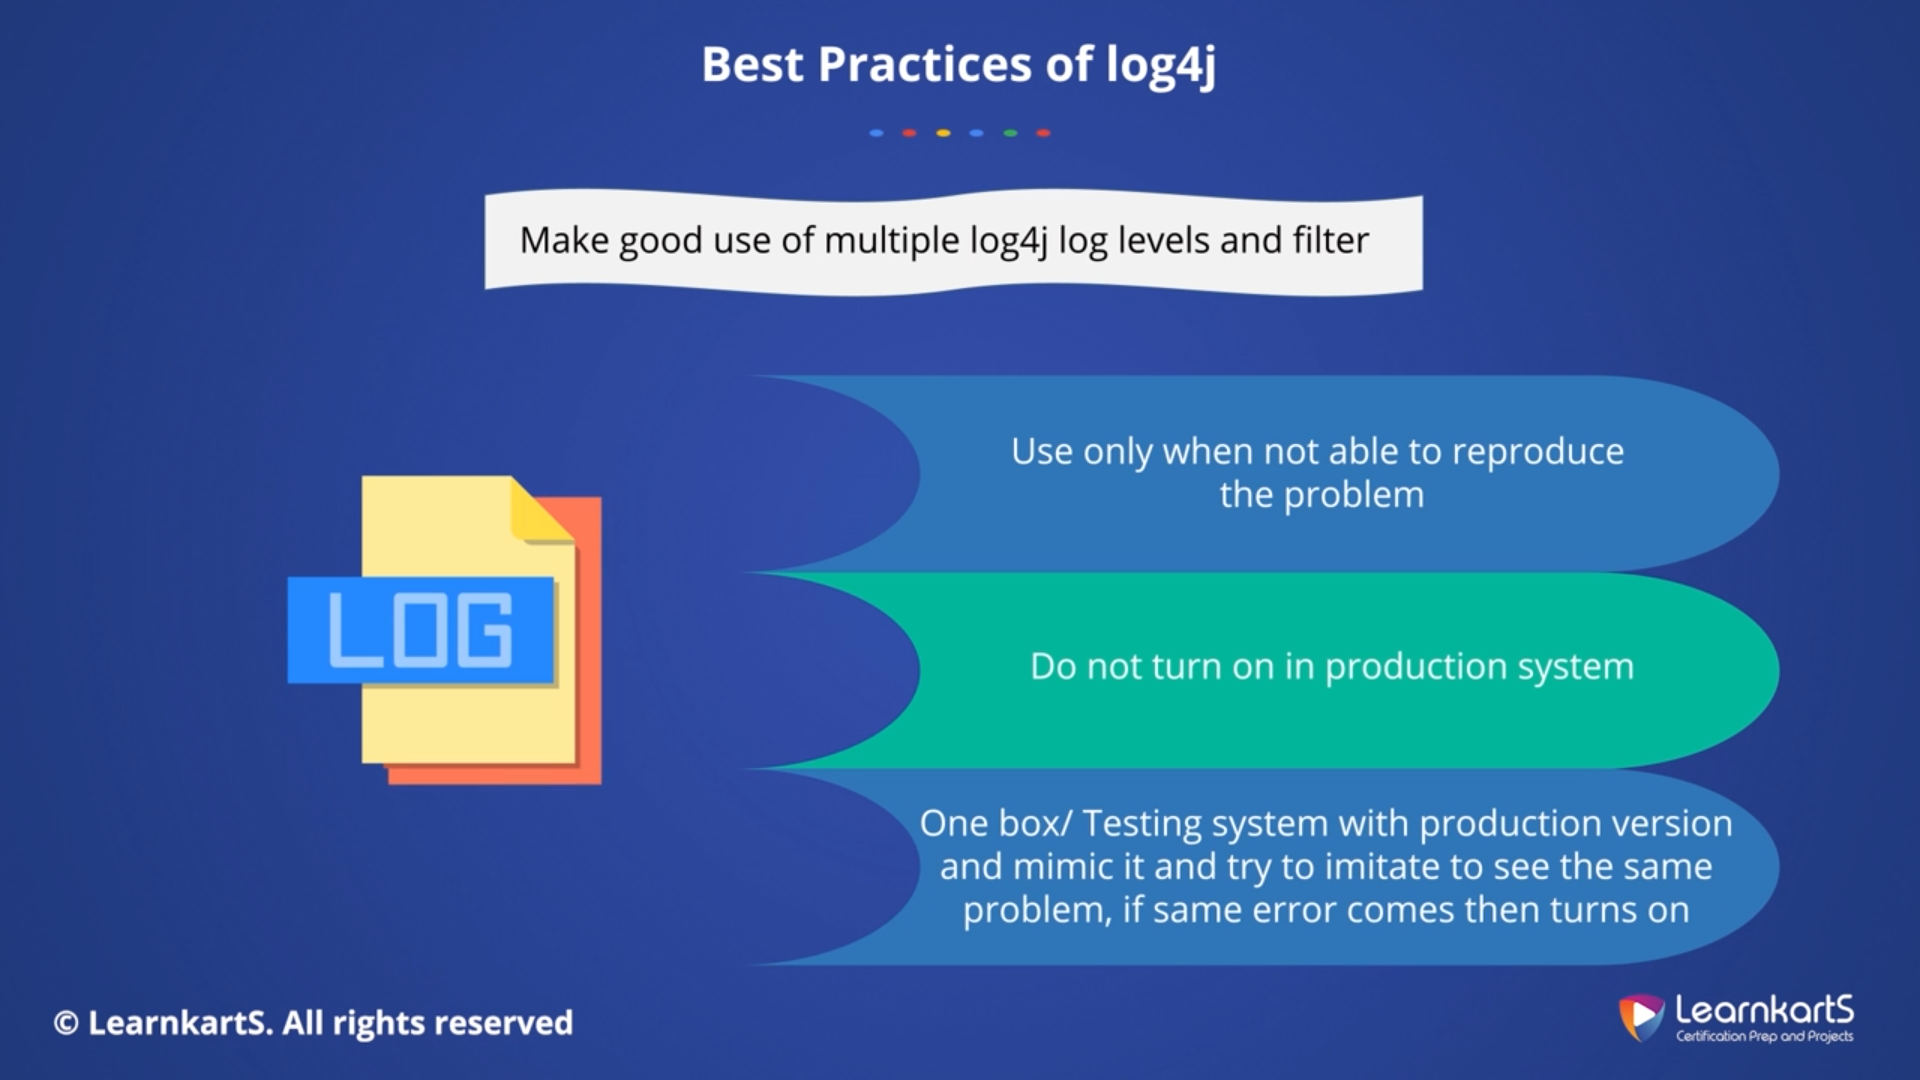 Best Practices of log4j
Make good use of multiple log4j log levels and filter
Use only when not able to reproduce
the problem
LOG
Do not turn on in production system
One box/ Testing system with production version
and mimic it and try to imitate to see the same
problem, if same error comes then turns on
© LearnkartS. All rights reserved
LearnkartS
Certification Prep and Projects